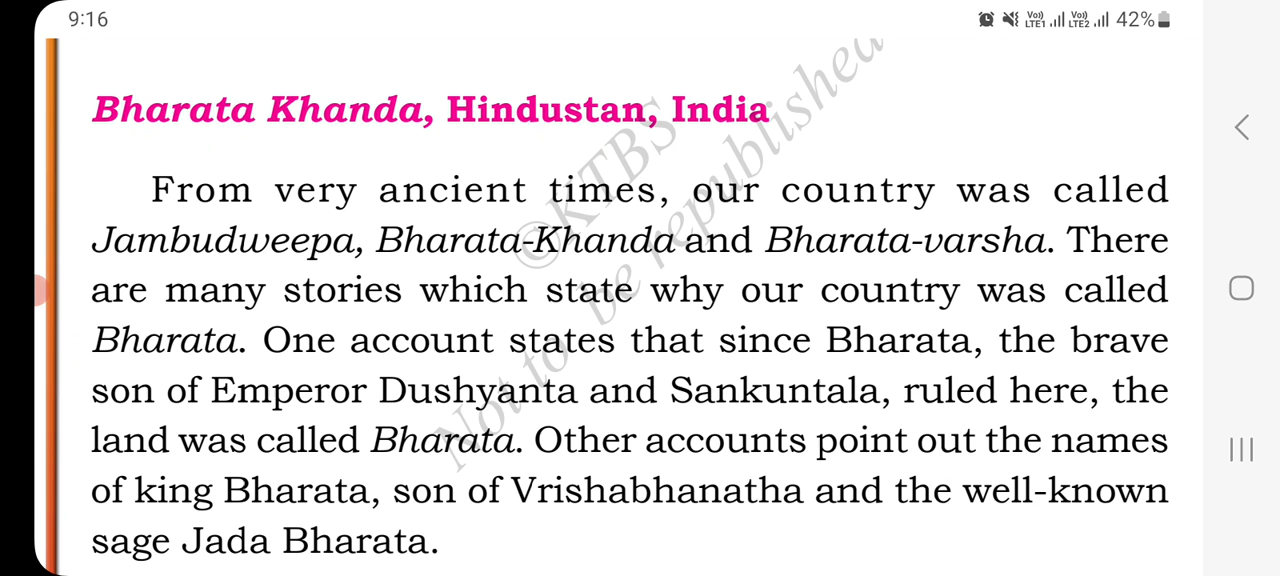 9:16
Vo)) LTE1 Vo)) LTE2 42%
Bharata Khanda, Hindustan, India
From very ancient times, our country was called
Jambudweepa, Bharata-Khanda and Bharata-varsha. There
are many stories which state why our country was called
Bharata. One account states that since Bharata, the brave
son of Emperor Dushyanta and Sankuntala, ruled here, the
land was called Bharata. Other accounts point out the names
of king Bharata, son of Vrishabhanatha and the well-known
sage Jada Bharata.
©KTBS
Not to be republished